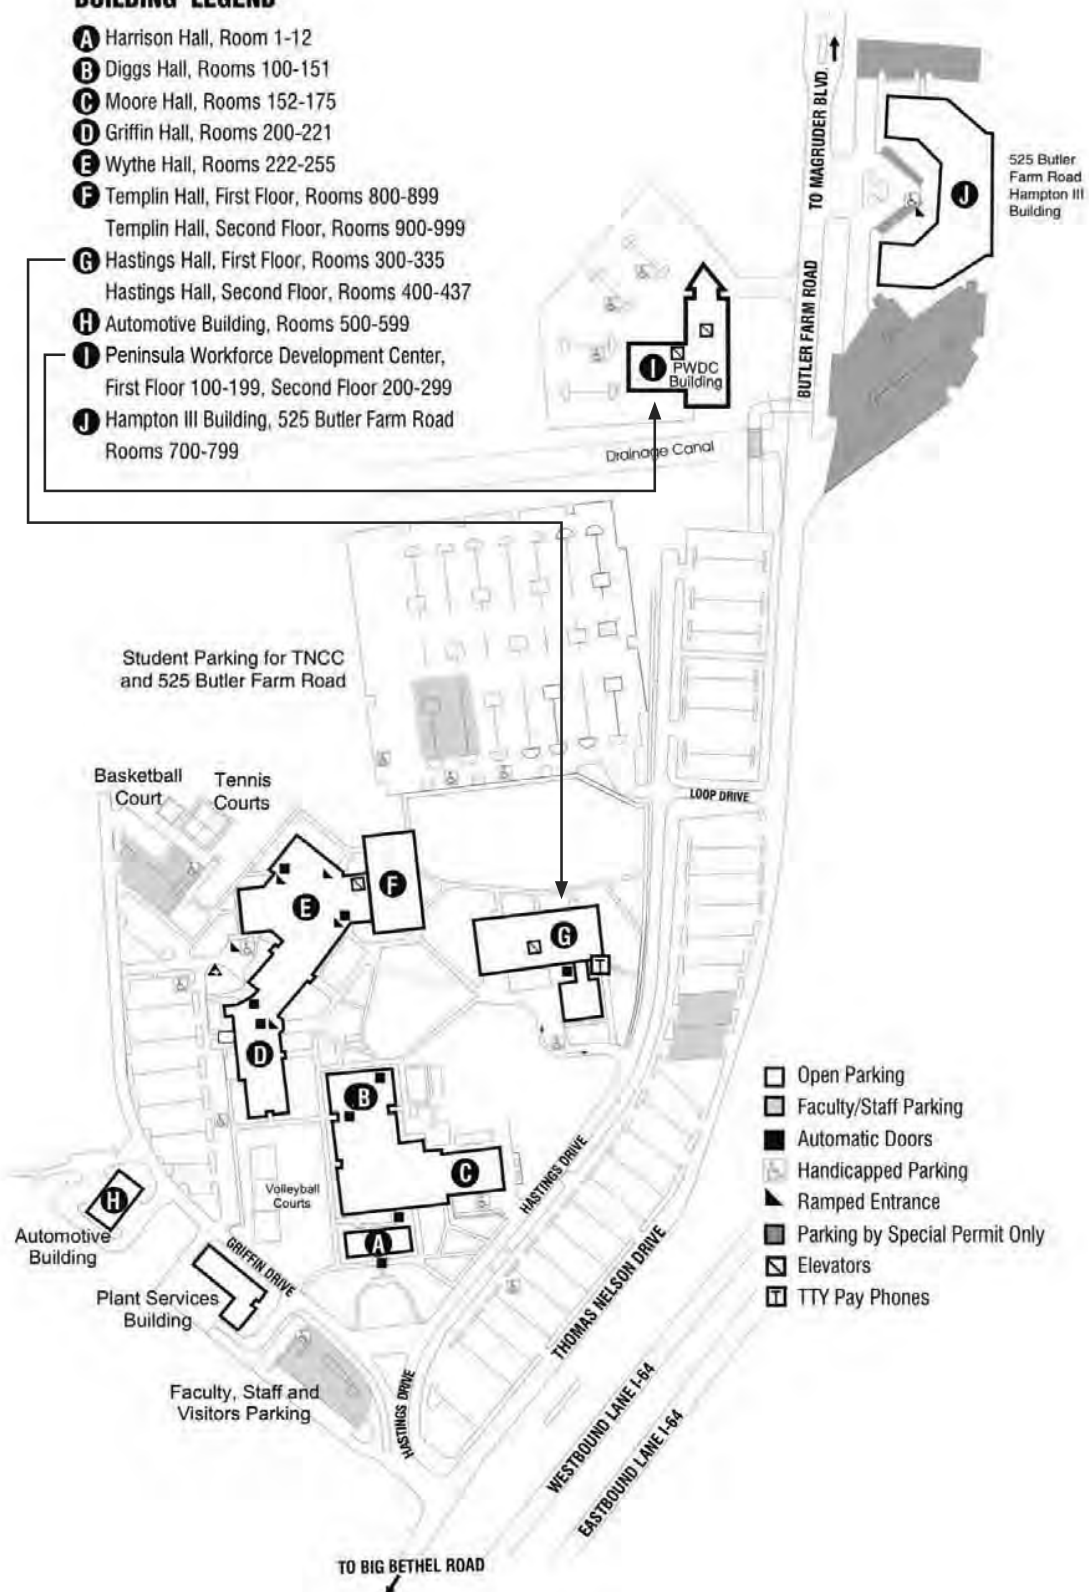 BUILDING LEGEND
A Harrison Hall, Room 1-12
B Diggs Hall, Rooms 100-151
C Moore Hall, Rooms 152-175
D Griffin Hall, Rooms 200-221
E Wythe Hall, Rooms 222-255
F Templin Hall, First Floor, Rooms 800-899
Templin Hall, Second Floor, Rooms 900-999
G Hastings Hall, First Floor, Rooms 300-335
Hastings Hall, Second Floor, Rooms 400-437
H Automotive Building, Rooms 500-599
I Peninsula Workforce Development Center,
First Floor 100-199, Second Floor 200-299
J Hampton III Building, 525 Butler Farm Road
Rooms 700-799
TO MAGRUDER BLVD.
J
525 Butler
Farm Road
Hampton III
Building
BUTLER FARM ROAD
I
PWDC
Building
Drainage Canal
Student Parking for TNCC
and 525 Butler Farm Road
Basketball
Court
Tennis
Courts
LOOP DRIVE
F
E
G
T
D
B
C
H
Volleyball
Courts
A
HASTINGS DRIVE
Automotive
Building
GRIFFIN DRIVE
Plant Services
Building
THOMAS NELSON DRIVE
Faculty, Staff and
Visitors Parking
HASTINGS DRIVE
WESTBOUND LANE I-64
EASTBOUND LANE I-64
TO BIG BETHEL ROAD
Open Parking
Faculty/Staff Parking
Automatic Doors
Handicapped Parking
Ramped Entrance
Parking by Special Permit Only
Elevators
T TTY Pay Phones